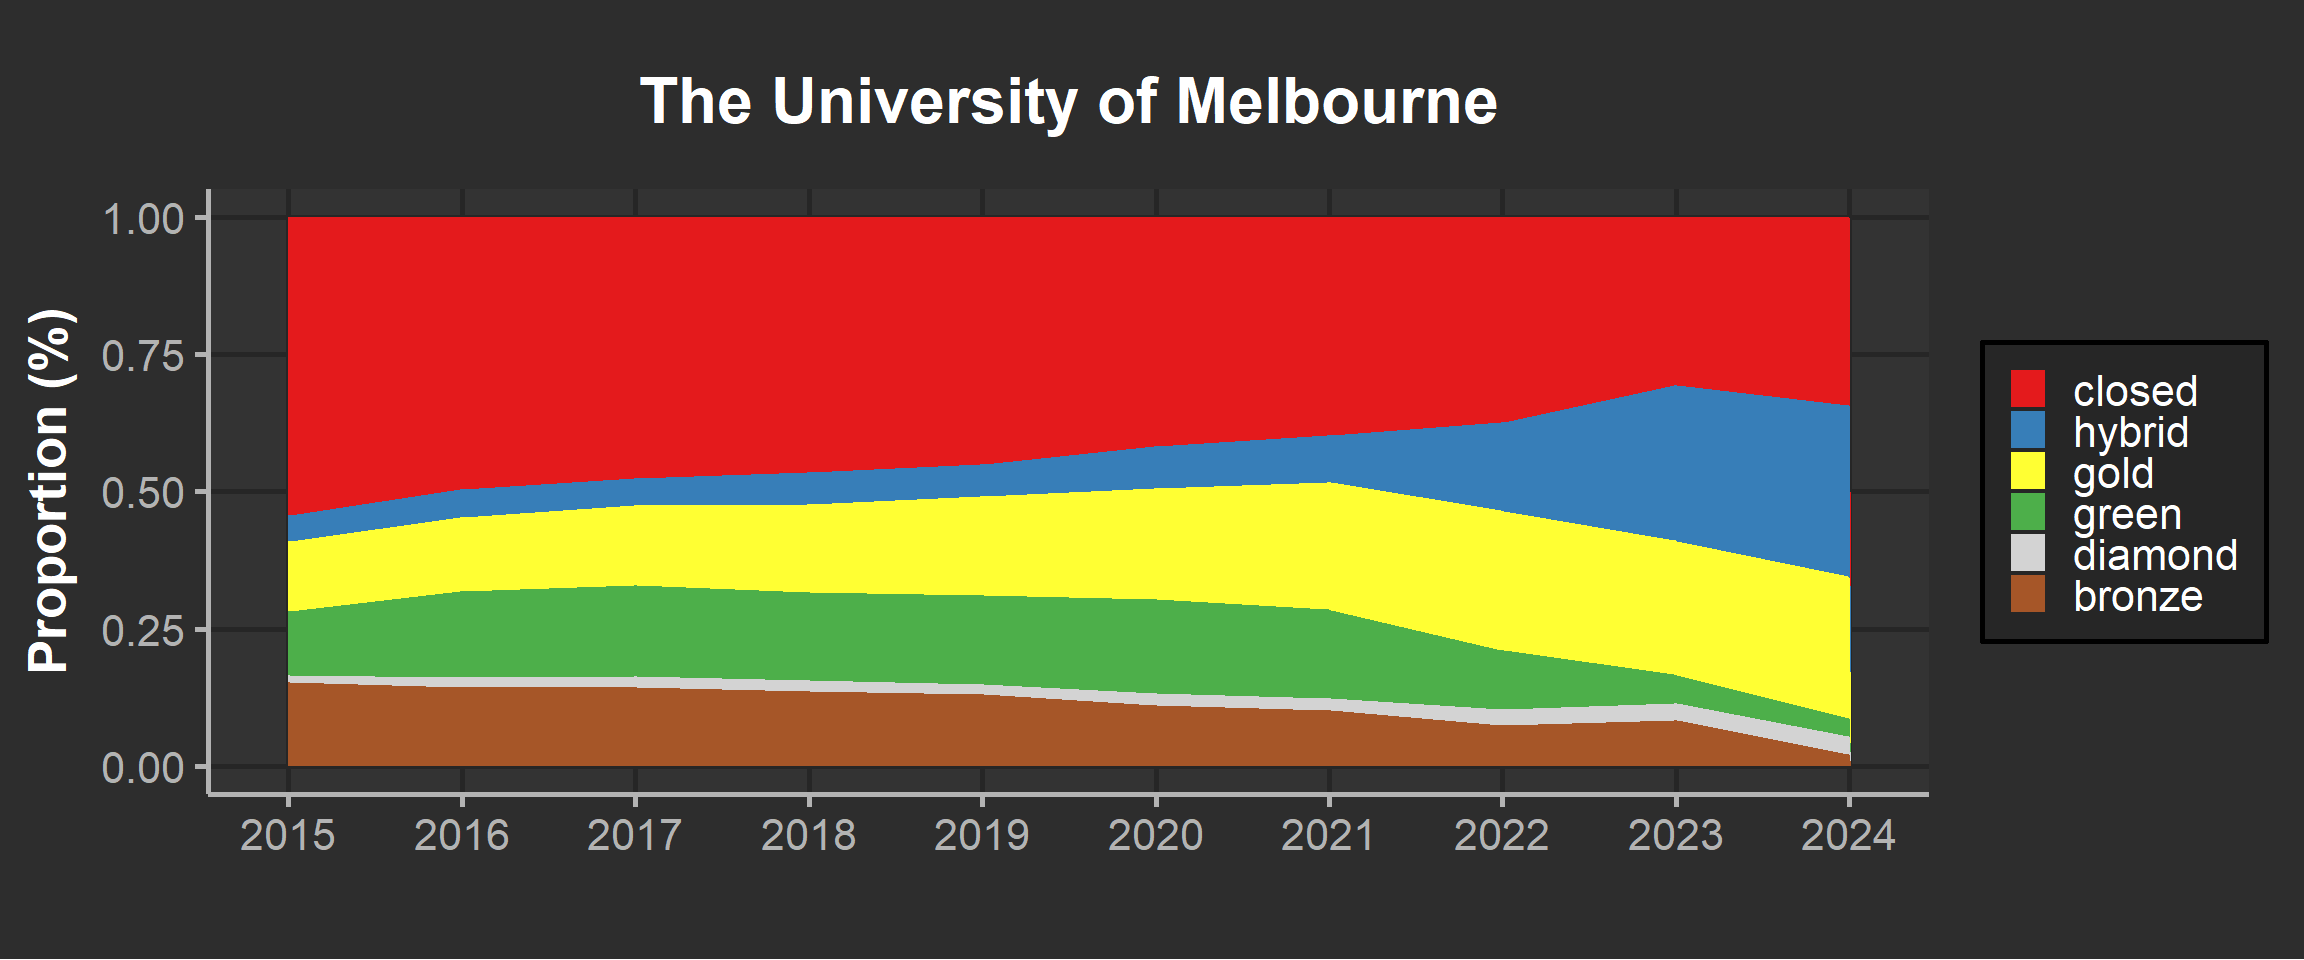 The University of Melbourne
Proportion (%)
1.00
0.75
0.50
0.25
0.00
2015 2016 2017 2018 2019 2020 2021 2022 2023 2024
closed
hybrid
gold
green
diamond
bronze